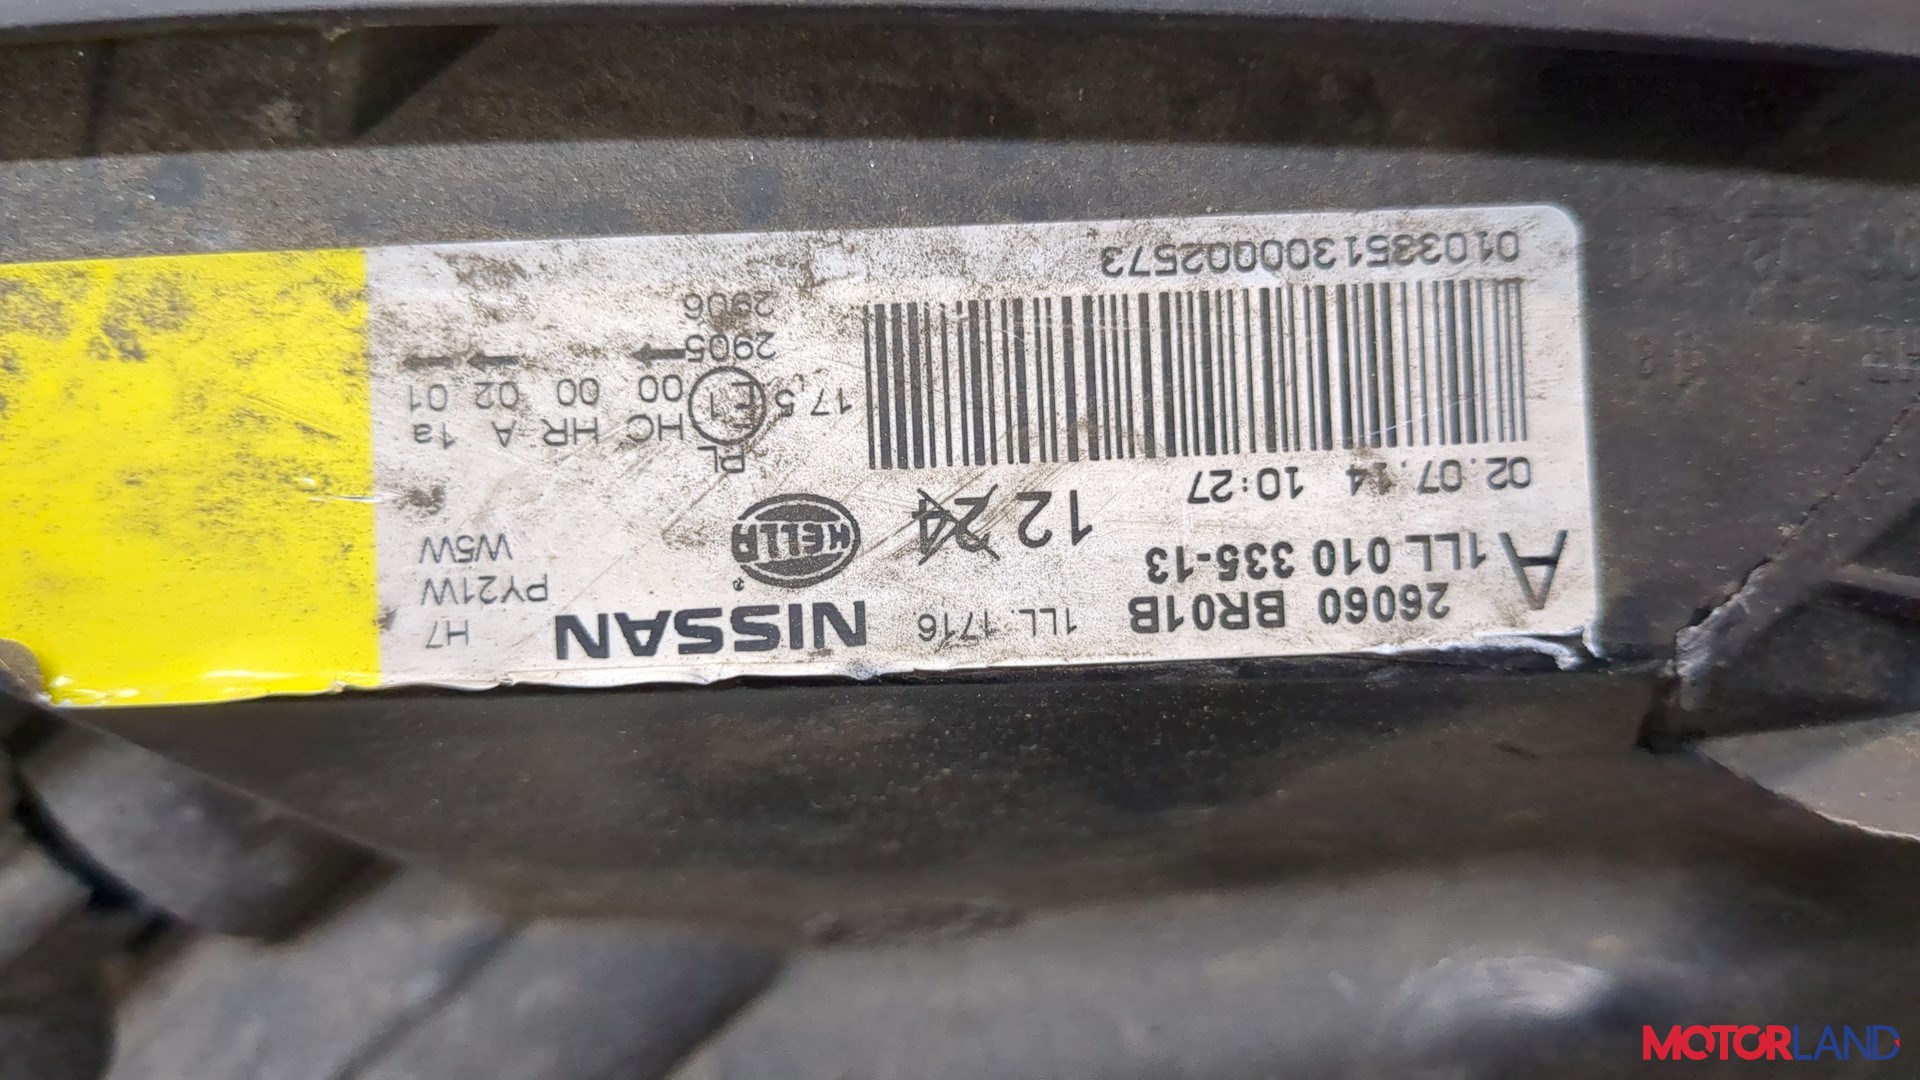 26060 BR01B
1LL. 1716
NISSAN
H7
A
1LL 010 335-13
PY21W
W5W
12 24
HELLA
02.07.14 10:27
PL
E1
17.5
HC HR A 1a
00 00 02 01
2905
2906
0103351300002573
MOTORLAND